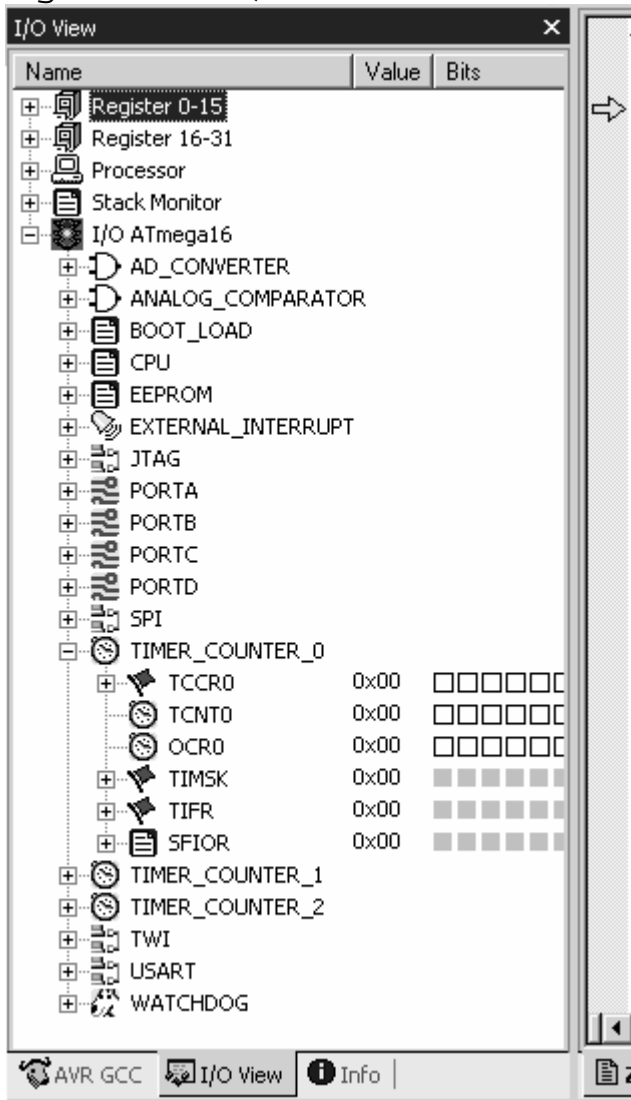 I/O View
Name Value Bits
Register 0-15
Register 16-31
Processor
Stack Monitor
I/O ATmega16
AD_CONVERTER
ANALOG_COMPARATOR
BOOT_LOAD
CPU
EEPROM
EXTERNAL_INTERRUPT
JTAG
PORTA
PORTB
PORTC
PORTD
SPI
TIMER_COUNTER_0
TCCR0 0x00
TCNT0 0x00
OCR0 0x00
TIMSK 0x00
TIFR 0x00
SFIOR 0x00
TIMER_COUNTER_1
TIMER_COUNTER_2
TWI
USART
WATCHDOG
AVR GCC I/O View Info